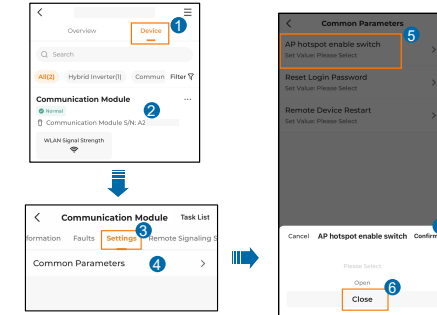 Overview Device
1
Search
All(2) Hybrid Inverter(1) Commun Filter
Communication Module
Normal
2
Communication Module S/N: A2
WLAN Signal Strength
Communication Module Task List
3
formation Faults Settings Remote Signaling S
Common Parameters
4
Common Parameters
5
AP hotspot enable switch
Set Value: Please Select
Reset Login Password
Set Value: Please Select
Remote Device Restart
Set Value: Please Select
Cancel AP hotspot enable switch Confirm
Please Select
Open
6
Close